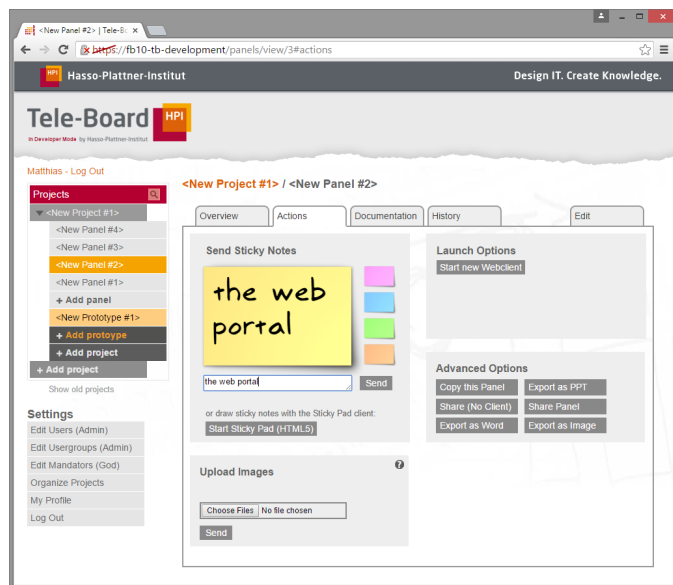 <New Panel #2> | Tele-Bo
https://fb10-tb-development/panels/view/3#actions
HPI Hasso-Plattner-Institut
Design IT. Create Knowledge.
Tele-Board HPI
in Developer Mode by Hasso-Plattner-Institut
Matthias - Log Out
Projects
<New Project #1>
<New Panel #4>
<New Panel #3>
<New Panel #2>
<New Panel #1>
+ Add panel
<New Prototype #1>
+ Add protoype
+ Add project
+ Add project
Show old projects
Settings
Edit Users (Admin)
Edit Usergroups (Admin)
Edit Mandators (God)
Organize Projects
My Profile
Log Out
<New Project #1> / <New Panel #2>
Overview
Actions
Documentation
History
Edit
Send Sticky Notes
the web
portal
the web portal
Send
or draw sticky notes with the Sticky Pad client:
Start Sticky Pad (HTML5)
Upload Images
?
Choose Files No file chosen
Send
Launch Options
Start new Webclient
Advanced Options
Copy this Panel Export as PPT
Share (No Client) Share Panel
Export as Word Export as Image